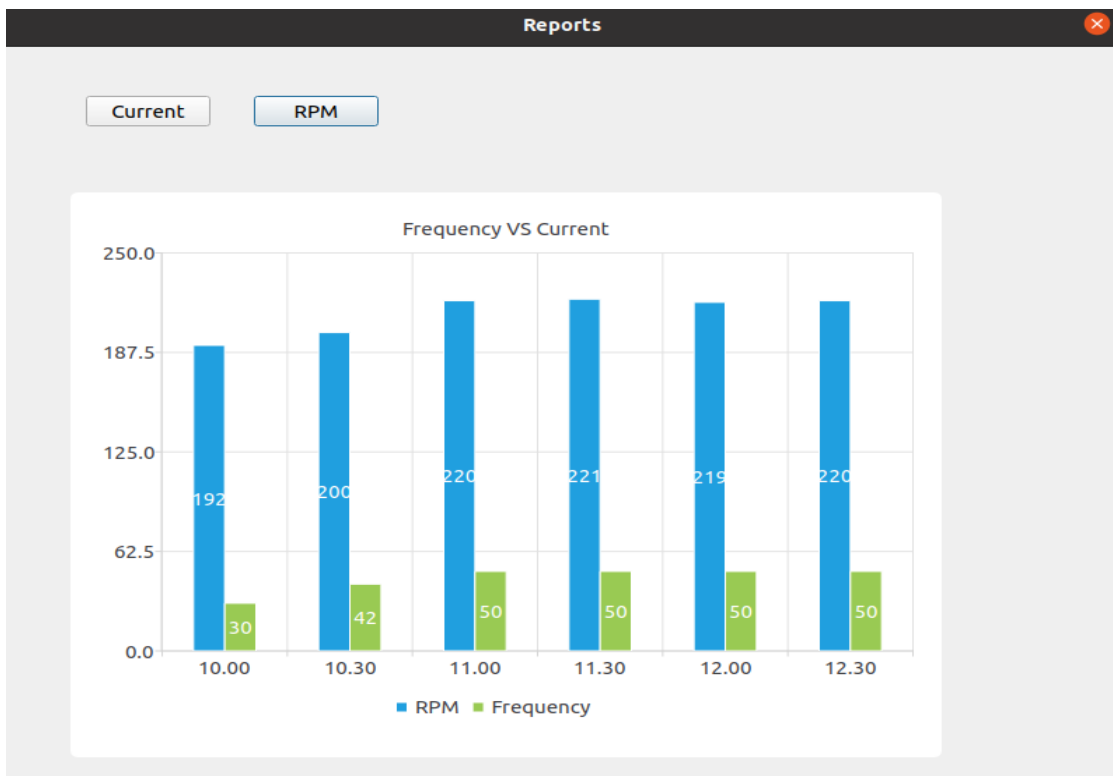 Reports
Current RPM
Frequency VS Current
250.0
187.5
125.0
62.5
0.0
192 200 220 221 219 220
30 42 50 50 50 50
10.00 10.30 11.00 11.30 12.00 12.30
RPM Frequency